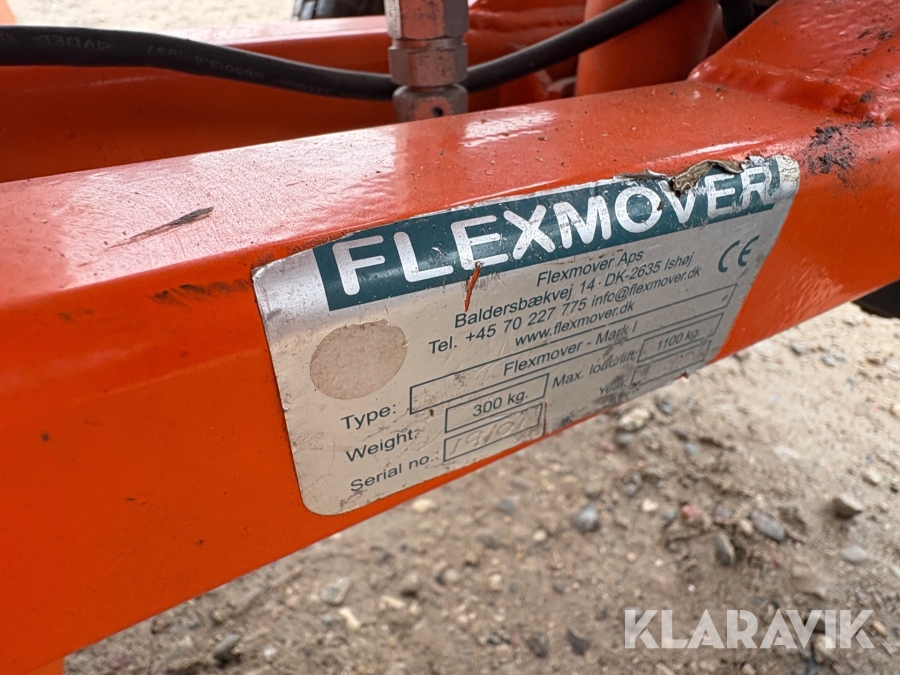 FLEXMOVER
Flexmover Aps
Baldersbækvej 14 · DK-2635 Ishøj
Tel. +45 70 227 775 info@flexmover.dk
www.flexmover.dk
CE
Type: Flexmover - Mark I
Weight: 300 kg. Max. load/lift: 1100 kg.
Serial no.: Year:
KLARAVIK